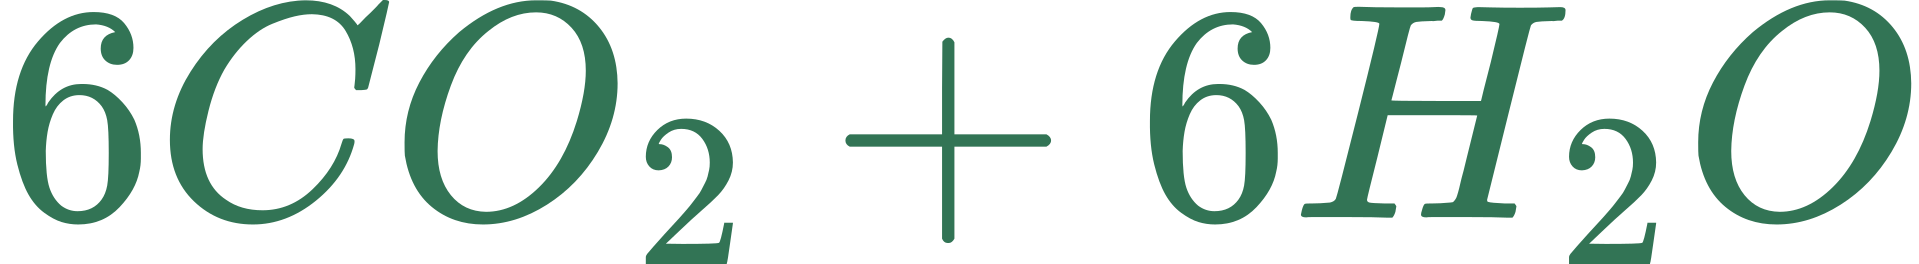 6CO₂ + 6H₂O